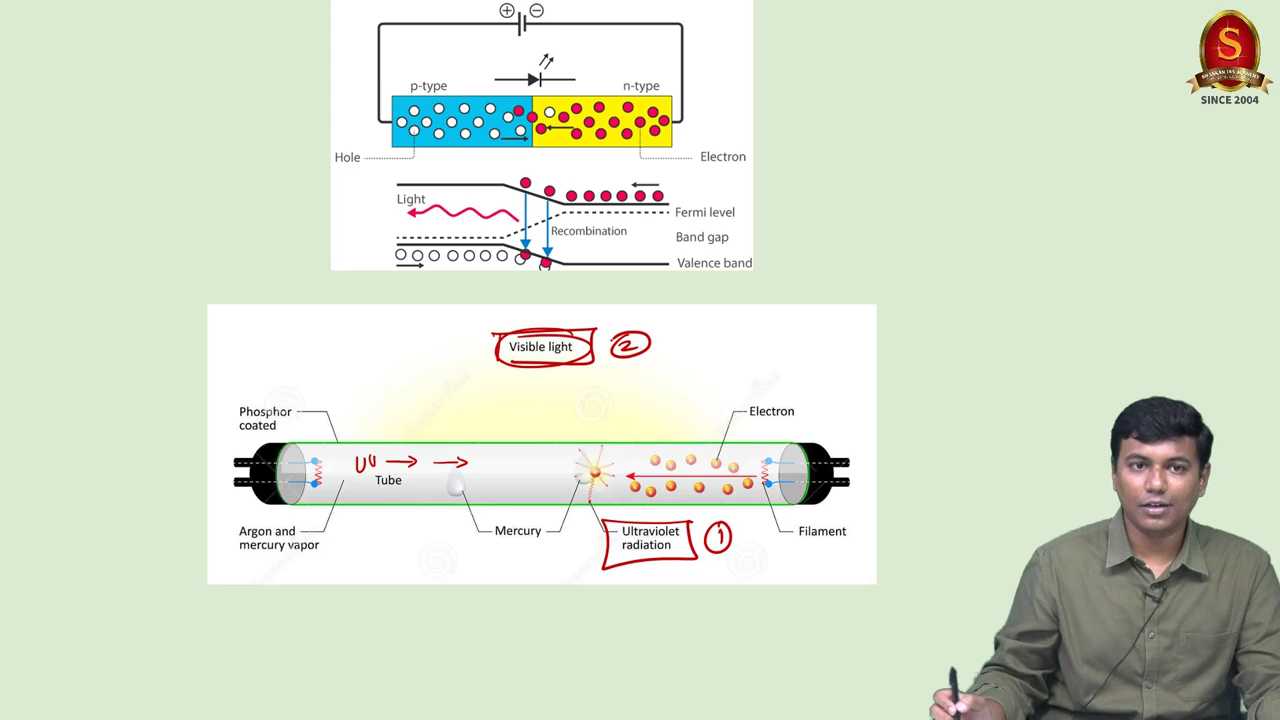 + −
p-type
n-type
Hole
Electron
Light
Fermi level
Recombination
Band gap
Valence band
S
SINCE 2004
Visible light
2
Phosphor
coated
Electron
UV
Tube
Argon and
mercury vapor
Mercury
Ultraviolet
radiation
1
Filament